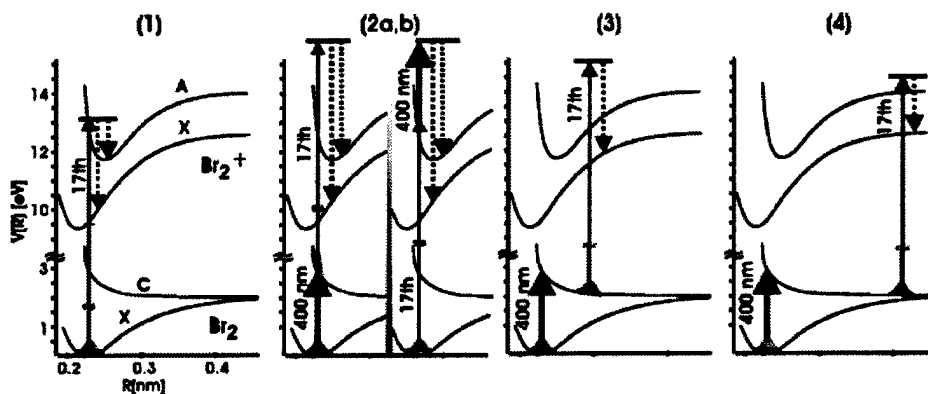 (1) (2a,b) (3) (4)
V(R) [eV]
14
12
10
3
1
A
X
Br2+
17th
C
X
Br2
0.2 0.3 0.4
R[nm]
17th
400 nm
400 nm
17th
17th
400 nm
17th
400 nm